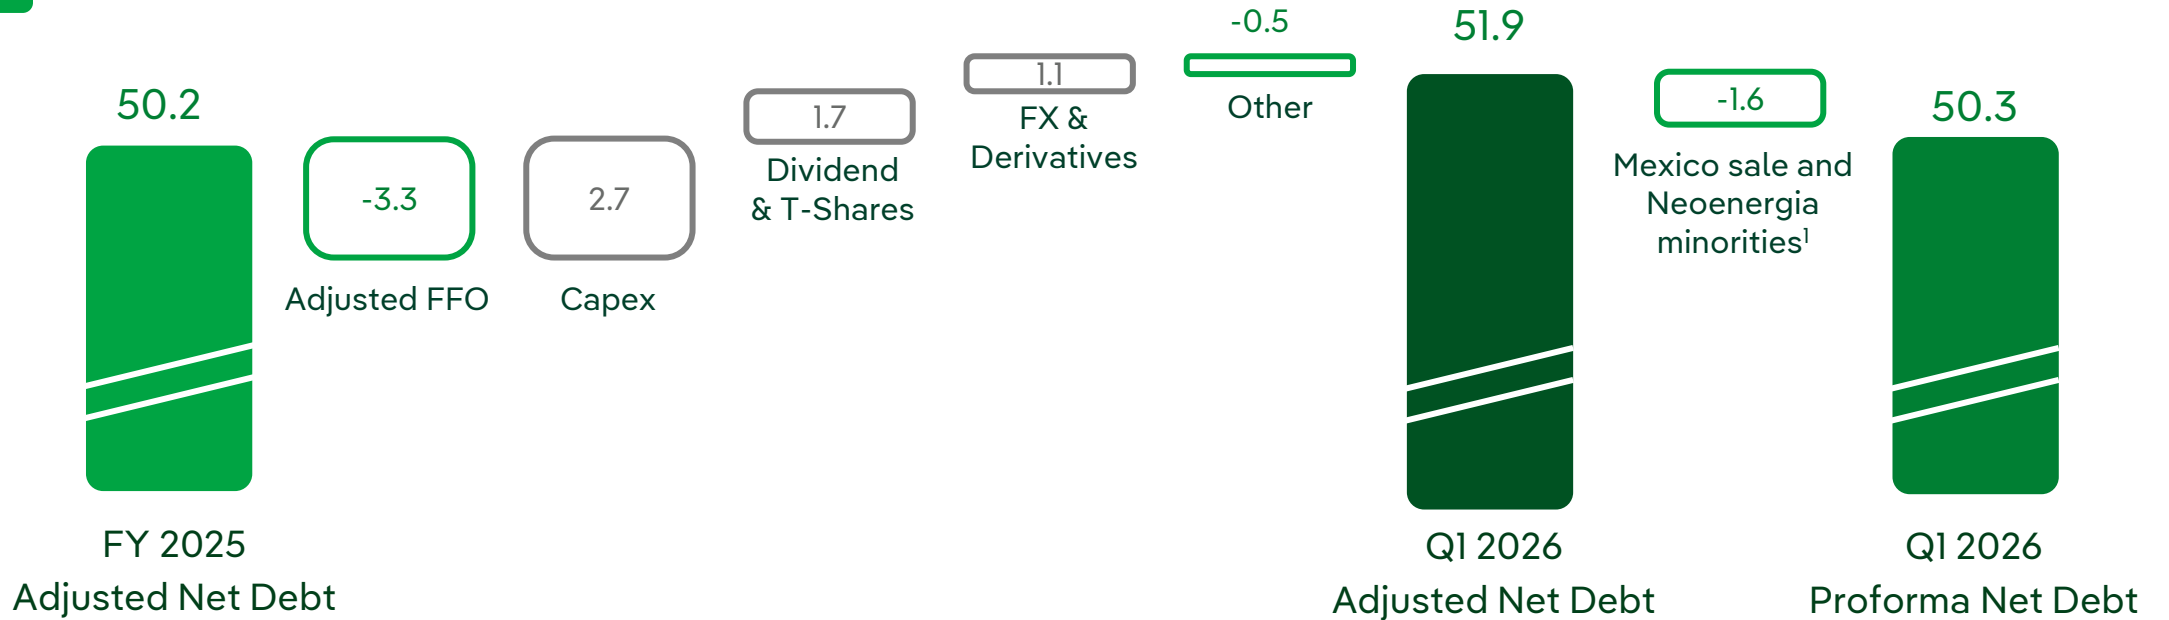 50.2
FY 2025
Adjusted Net Debt
-3.3
Adjusted FFO
2.7
Capex
1.7
Dividend
& T-Shares
1.1
FX &
Derivatives
-0.5
Other
51.9
Q1 2026
Adjusted Net Debt
-1.6
Mexico sale and
Neoenergia
minorities¹
50.3
Q1 2026
Proforma Net Debt